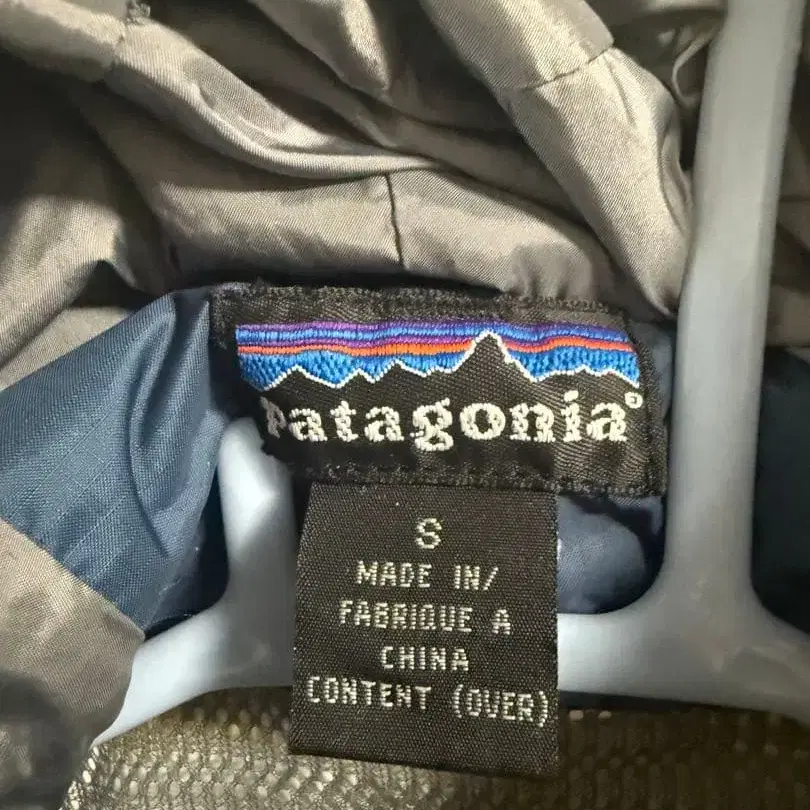 Patagonia®
S
MADE IN/
FABRIQUE A
CHINA
CONTENT (OVER)